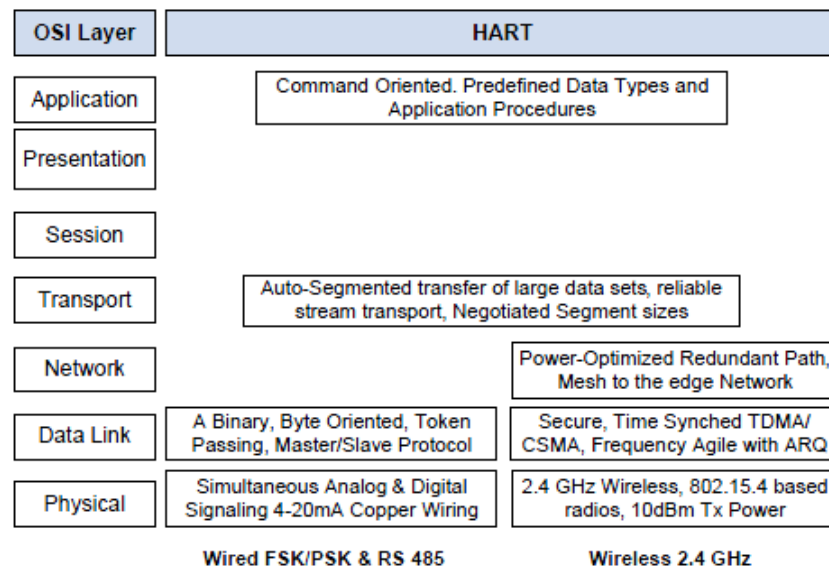 OSI Layer
HART
Application
Command Oriented. Predefined Data Types and
Application Procedures
Presentation
Session
Transport
Auto-Segmented transfer of large data sets, reliable
stream transport, Negotiated Segment sizes
Network
Power-Optimized Redundant Path,
Mesh to the edge Network
Data Link
A Binary, Byte Oriented, Token
Passing, Master/Slave Protocol
Secure, Time Synched TDMA/
CSMA, Frequency Agile with ARQ
Physical
Simultaneous Analog & Digital
Signaling 4-20mA Copper Wiring
2.4 GHz Wireless, 802.15.4 based
radios, 10dBm Tx Power
Wired FSK/PSK & RS 485
Wireless 2.4 GHz